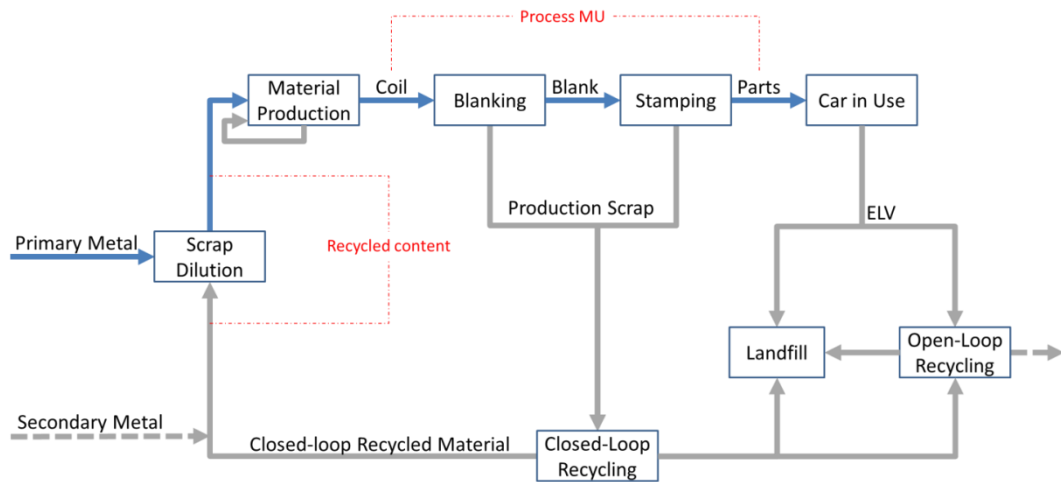 Process MU
Material
Production
Coil
Blanking
Blank
Stamping
Parts
Car in Use
Production Scrap
ELV
Primary Metal
Scrap
Dilution
Recycled content
Landfill
Open-Loop
Recycling
Secondary Metal
Closed-loop Recycled Material
Closed-Loop
Recycling